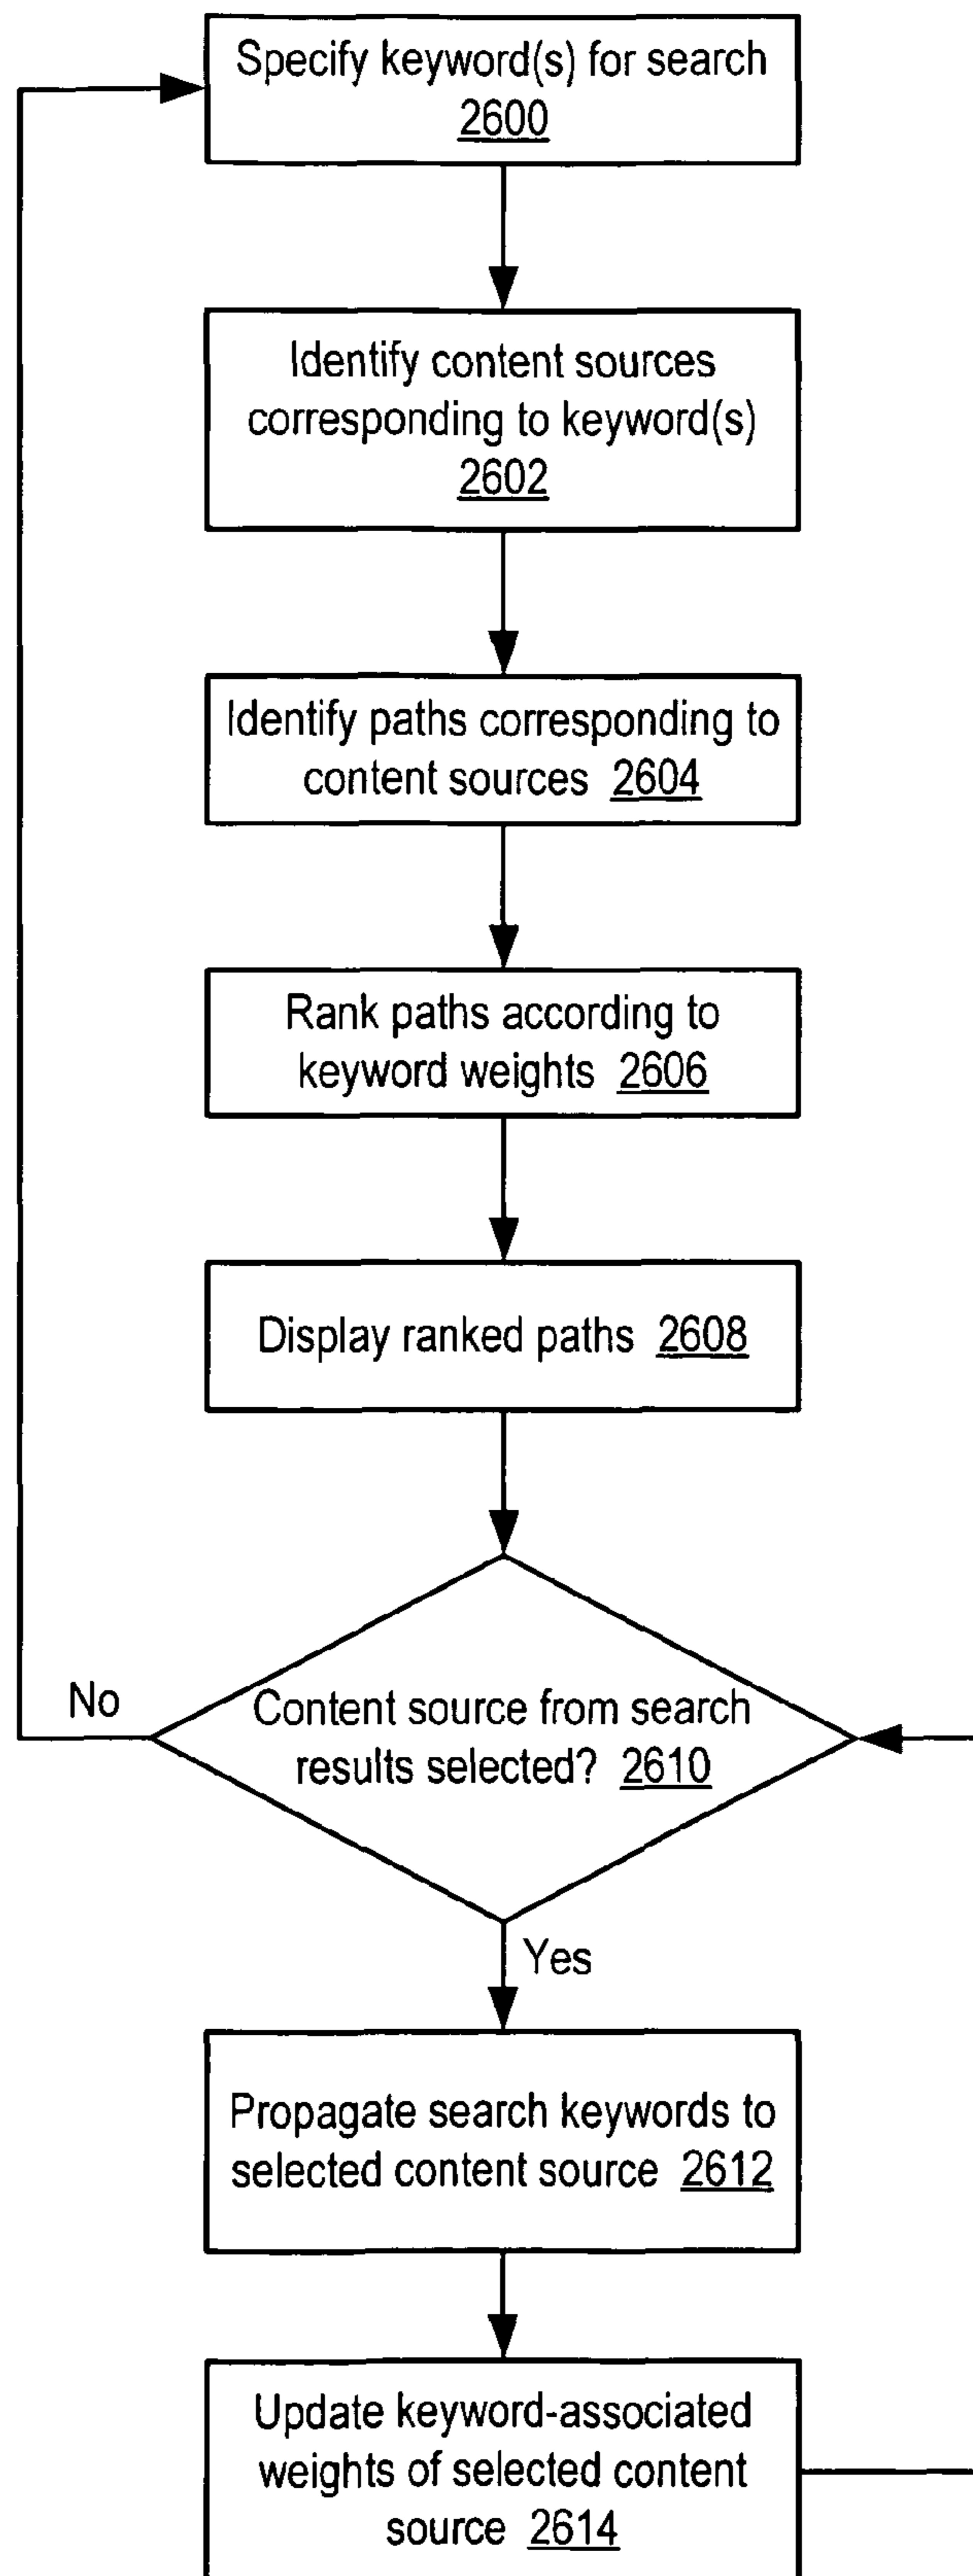 Specify keyword(s) for search
2600
Identify content sources
corresponding to keyword(s)
2602
Identify paths corresponding to
content sources 2604
Rank paths according to
keyword weights 2606
Display ranked paths 2608
No
Content source from search
results selected? 2610
Yes
Propagate search keywords to
selected content source 2612
Update keyword-associated
weights of selected content
source 2614